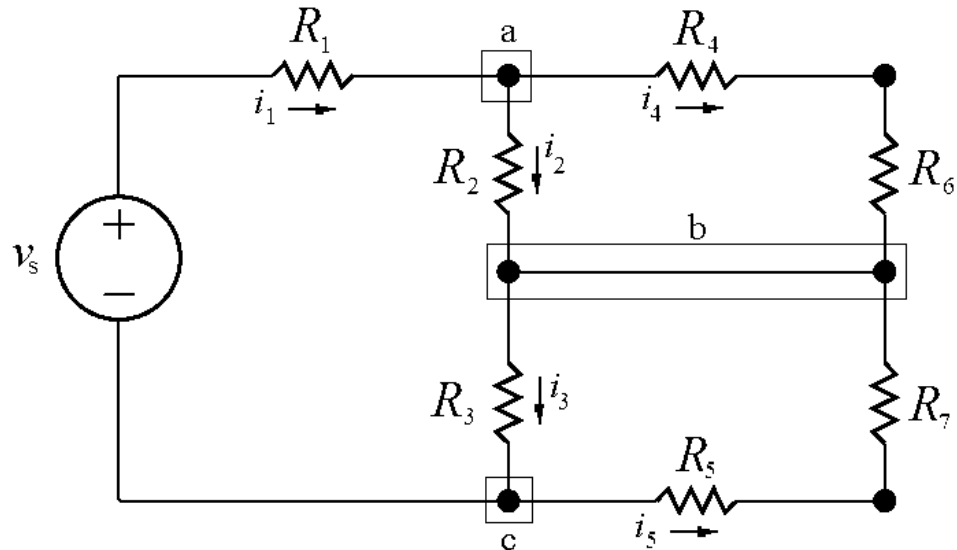 R₁ a R₄
i₁ i₄
R₂ i₂ R₆
b
+
vₛ
−
R₃ i₃ R₇
R₅
c i₅